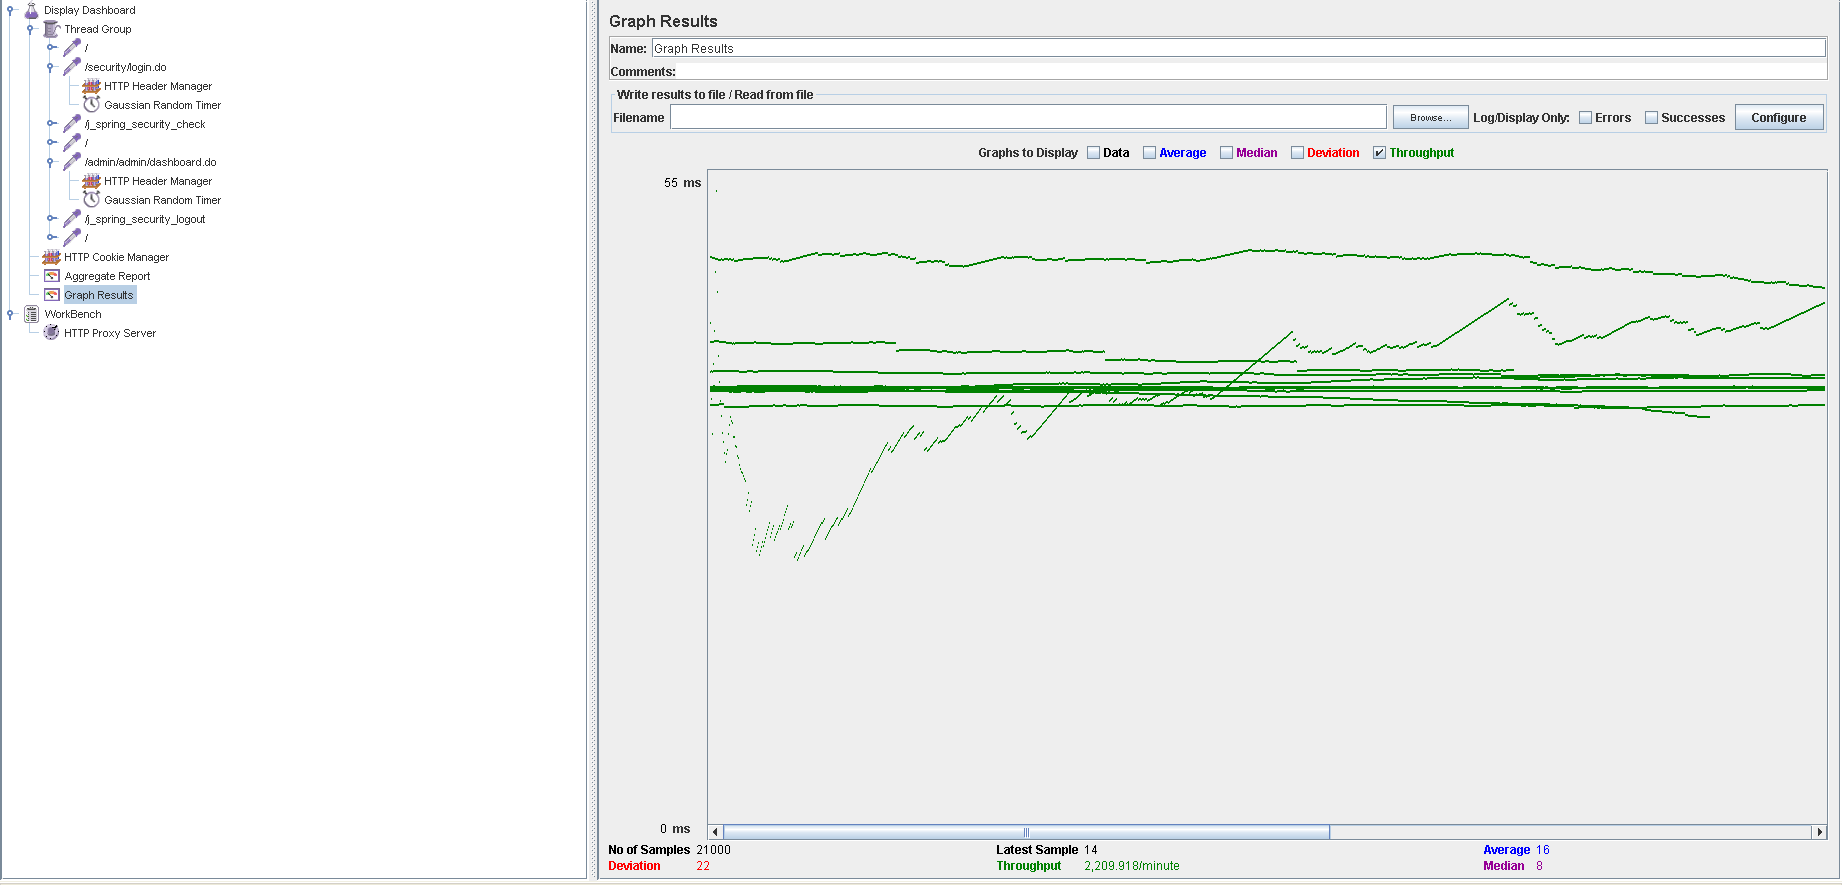 Display Dashboard
Thread Group
/
/security/login.do
HTTP Header Manager
Gaussian Random Timer
/j_spring_security_check
/
/admin/admin/dashboard.do
HTTP Header Manager
Gaussian Random Timer
/j_spring_security_logout
/
HTTP Cookie Manager
Aggregate Report
Graph Results
WorkBench
HTTP Proxy Server
Graph Results
Name: Graph Results
Comments:
Write results to file / Read from file
Filename Browse... Log/Display Only: Errors Successes Configure
Graphs to Display Data Average Median Deviation Throughput
55 ms
0 ms
No of Samples 21000 Latest Sample 14 Average 16
Deviation 22 Throughput 2,209.918/minute Median 8